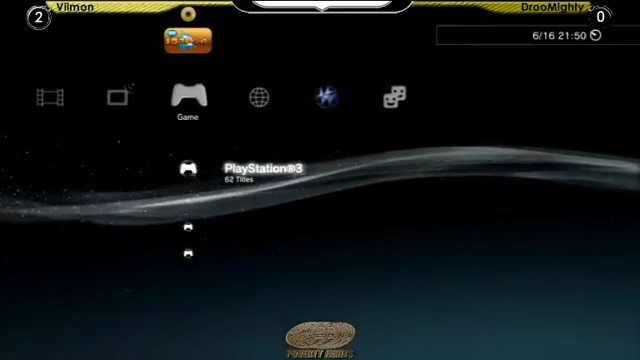 Vilmon
DrooMighty
2
0
6/16 21:50
Game
PlayStation®3
62 Titles